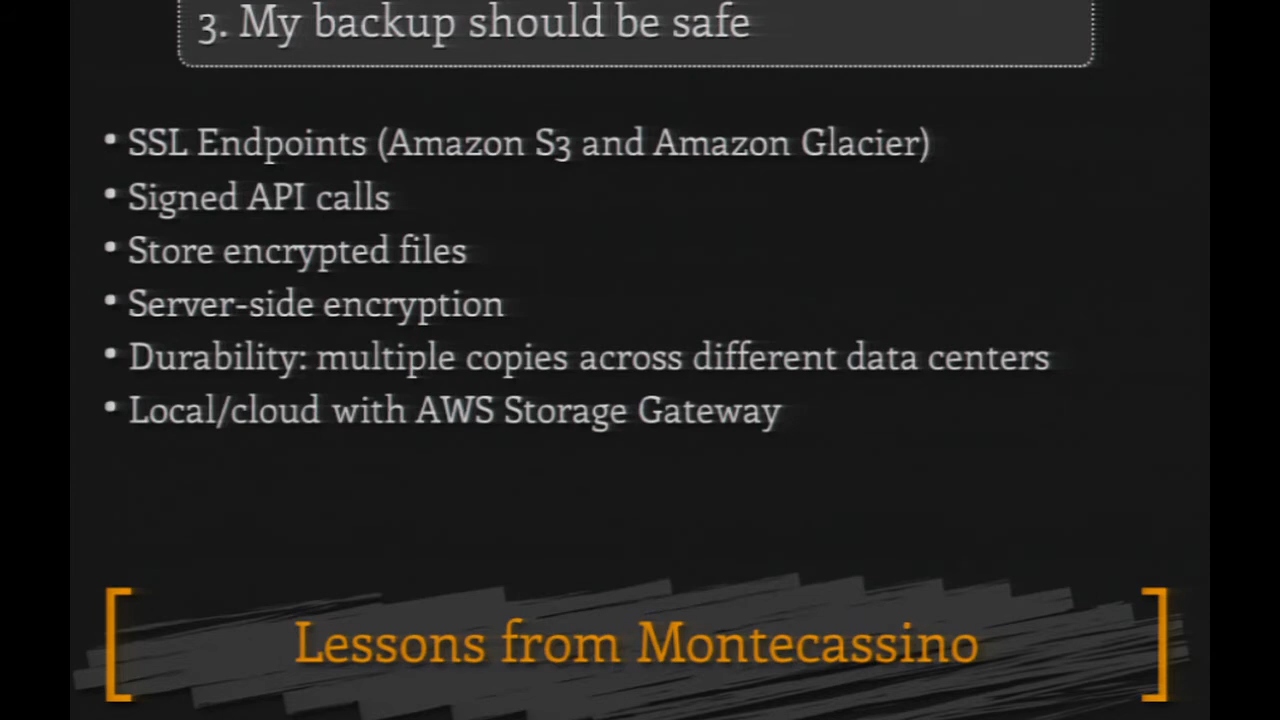 3. My backup should be safe
• SSL Endpoints (Amazon S3 and Amazon Glacier)
• Signed API calls
• Store encrypted files
• Server-side encryption
• Durability: multiple copies across different data centers
• Local/cloud with AWS Storage Gateway
[ Lessons from Montecassino ]